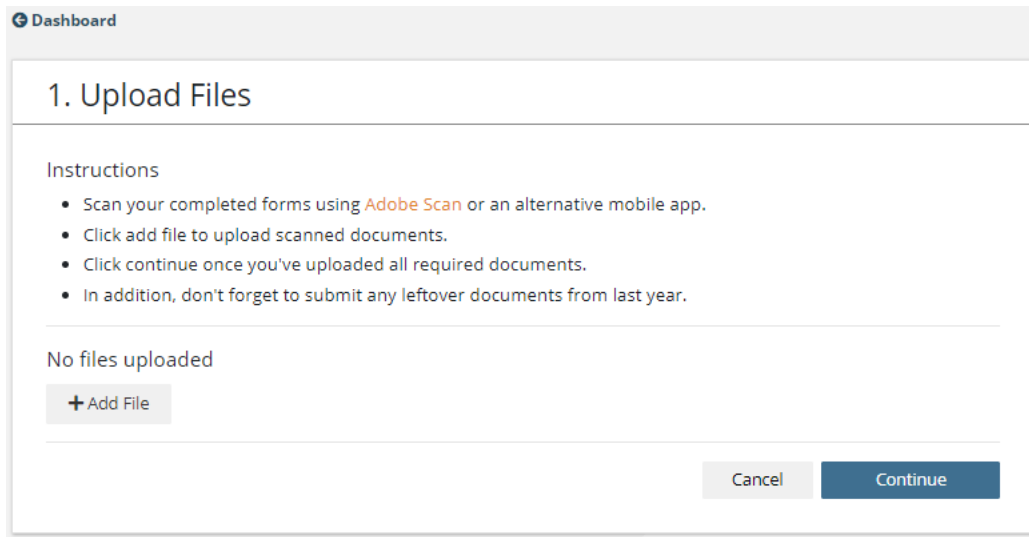 Dashboard
1. Upload Files
Instructions
• Scan your completed forms using Adobe Scan or an alternative mobile app.
• Click add file to upload scanned documents.
• Click continue once you've uploaded all required documents.
• In addition, don't forget to submit any leftover documents from last year.
No files uploaded
+ Add File
Cancel Continue